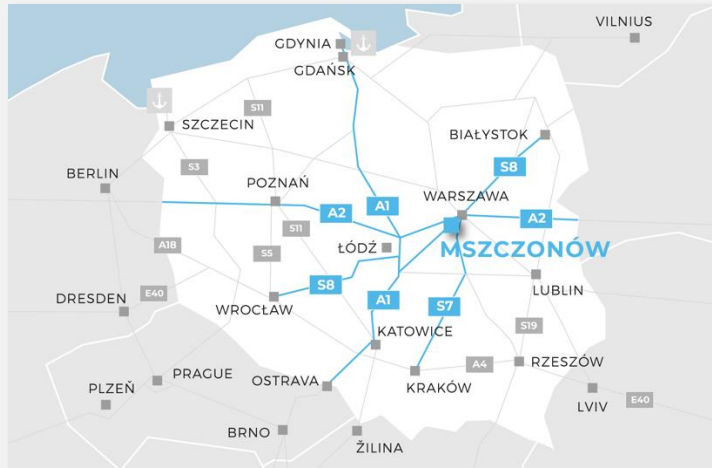 VILNIUS
GDYNIA
GDAŃSK
S11
SZCZECIN
BIAŁYSTOK
S3
S8
BERLIN
POZNAŃ
WARSZAWA
A2
A1
A2
S11
A18
ŁÓDŹ
MSZCZONÓW
S5
S8
E40
LUBLIN
DRESDEN
WROCŁAW
A1
S7
S19
KATOWICE
RZESZÓW
A4
PRAGUE
OSTRAVA
KRAKÓW
PLZEŇ
LVIV
E40
BRNO
ŽILINA